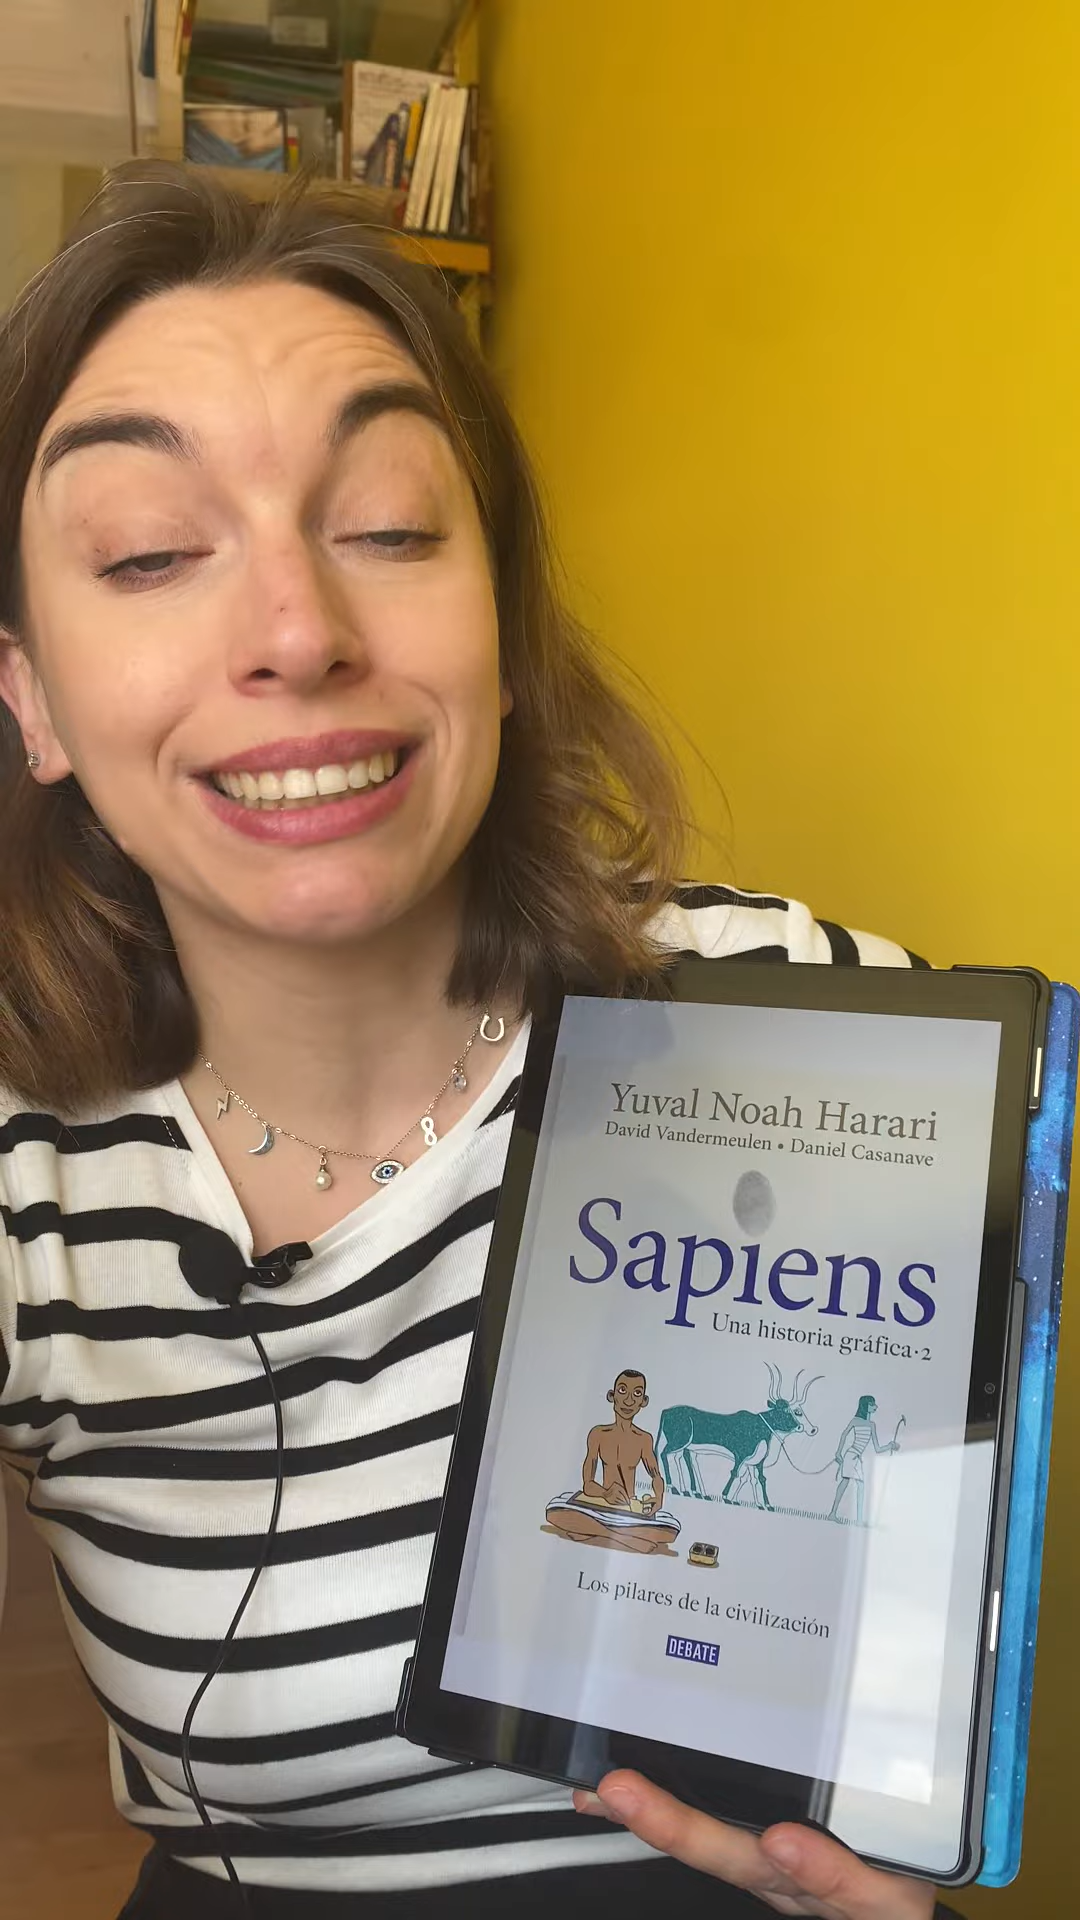 Yuval Noah Harari
David Vandermeulen • Daniel Casanave
Sapiens
Una historia gráfica·2
Los pilares de la civilización
DEBATE